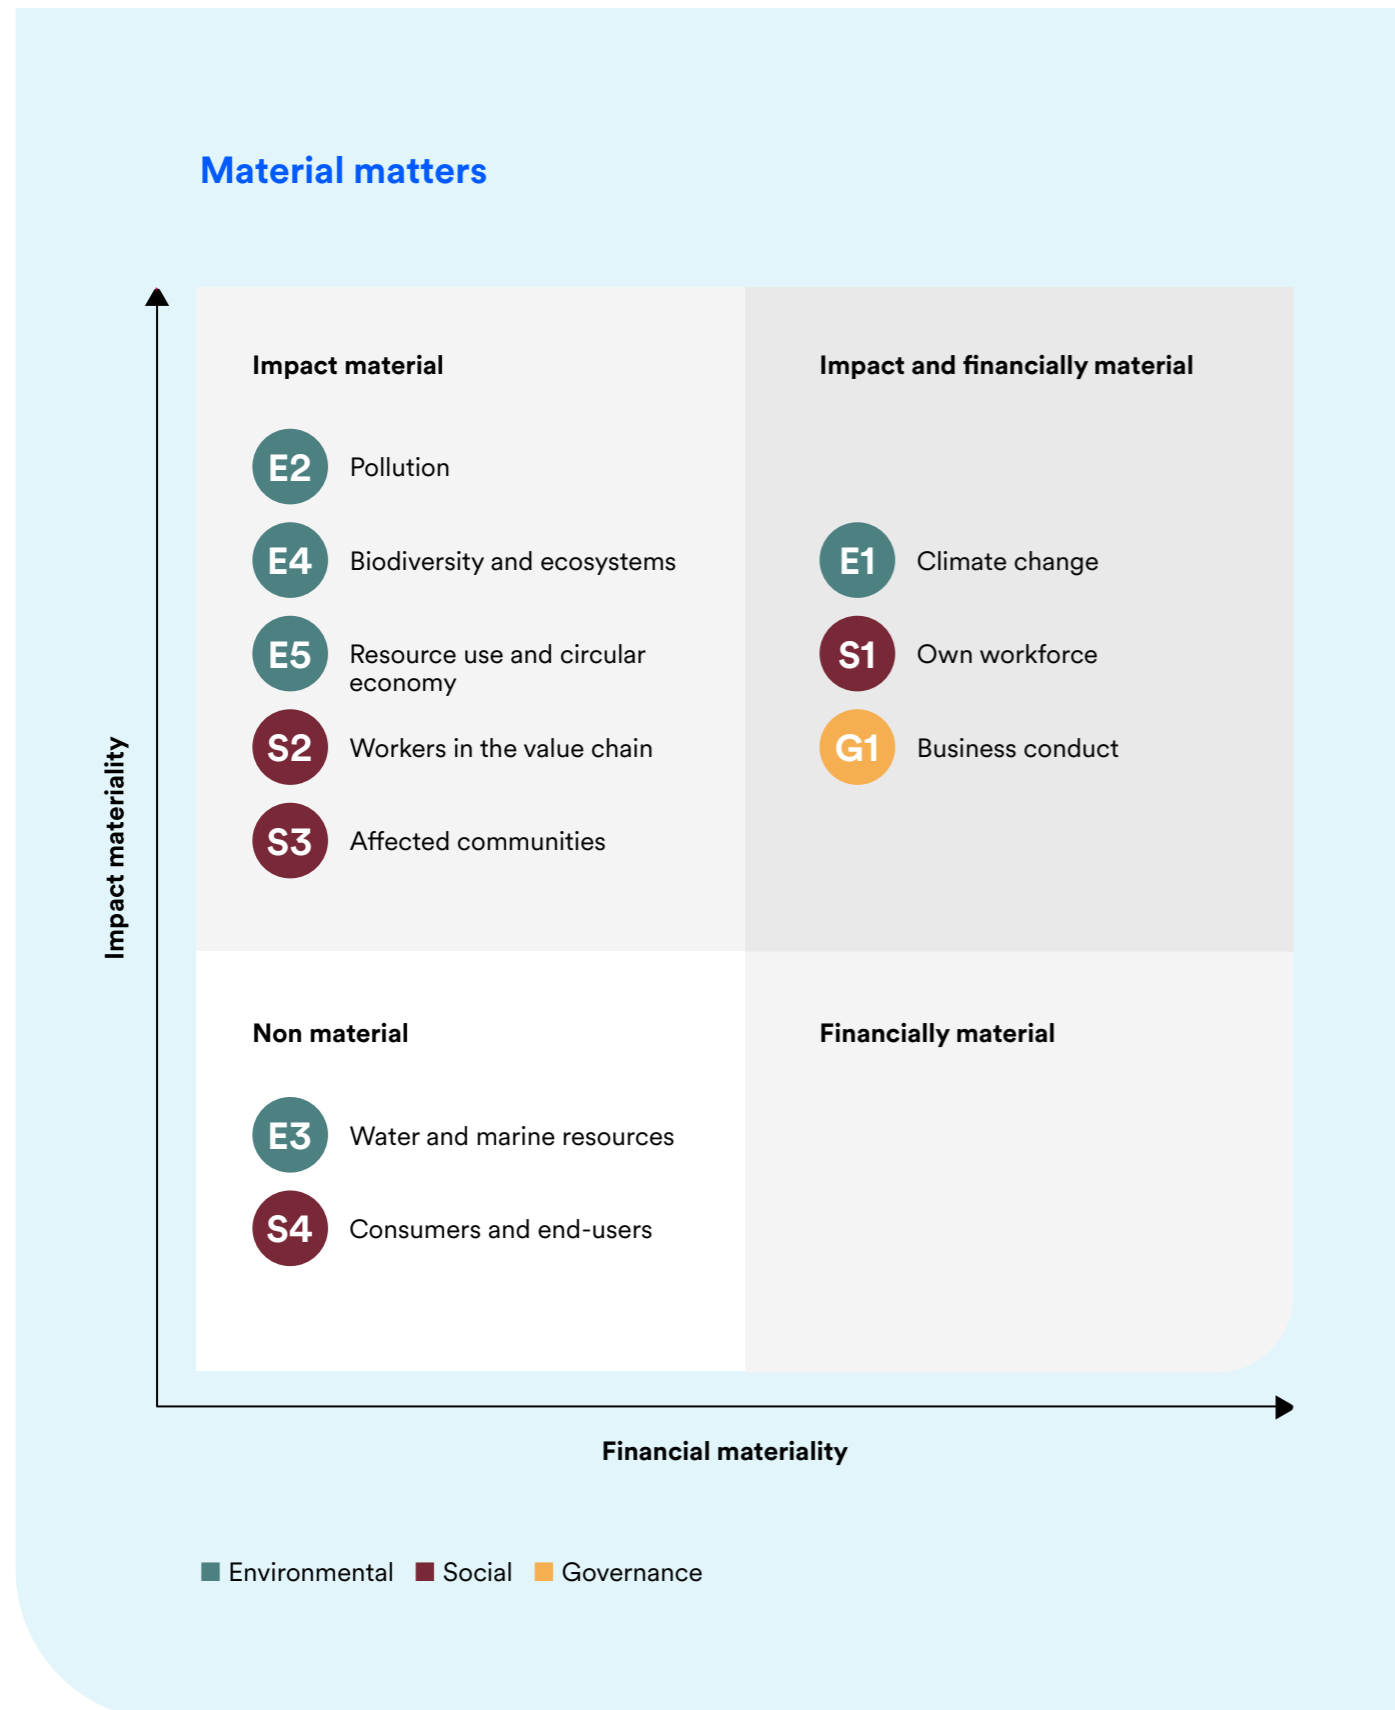 Material matters
Impact materiality
Impact material
E2 Pollution
E4 Biodiversity and ecosystems
E5 Resource use and circular
economy
S2 Workers in the value chain
S3 Affected communities
Impact and financially material
E1 Climate change
S1 Own workforce
G1 Business conduct
Non material
E3 Water and marine resources
S4 Consumers and end-users
Financially material
Financial materiality
Environmental Social Governance